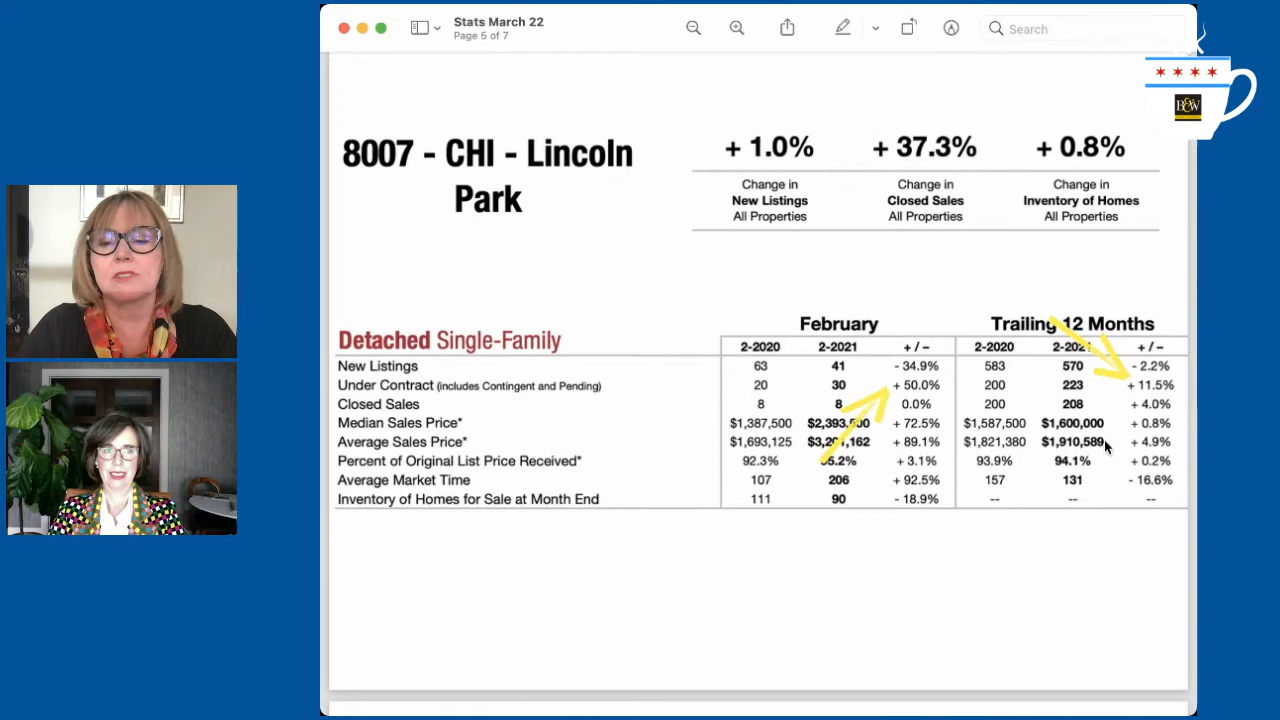 Stats March 22
Page 5 of 7
Search
B&W
8007 - CHI - Lincoln
Park
+ 1.0% + 37.3% + 0.8%
Change in Change in Change in
New Listings Closed Sales Inventory of Homes
All Properties All Properties All Properties
Detached Single-Family February Trailing 12 Months
2-2020 2-2021 + / – 2-2020 2-2021 + / –
New Listings 63 41 - 34.9% 583 570 - 2.2%
Under Contract (includes Contingent and Pending) 20 30 + 50.0% 200 223 + 11.5%
Closed Sales 8 8 0.0% 200 208 + 4.0%
Median Sales Price* $1,387,500 + 72.5% $1,587,500 $1,600,000 + 0.8%
Average Sales Price* $1,693,125 + 89.1% $1,821,380 $1,910,589 + 4.9%
Percent of Original List Price Received* 92.3% 95.2% + 3.1% 93.9% 94.1% + 0.2%
Average Market Time 107 206 + 92.5% 157 131 - 16.6%
Inventory of Homes for Sale at Month End 111 90 - 18.9% -- -- --